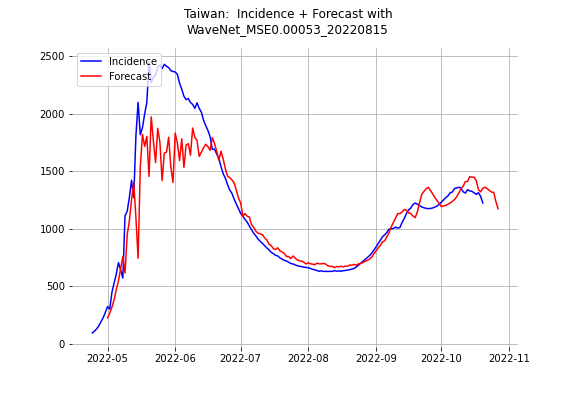 Taiwan:  Incidence + Forecast with
WaveNet_MSE0.00053_20220815
Incidence
Forecast
2500
2000
1500
1000
500
0
2022-05 2022-06 2022-07 2022-08 2022-09 2022-10 2022-11